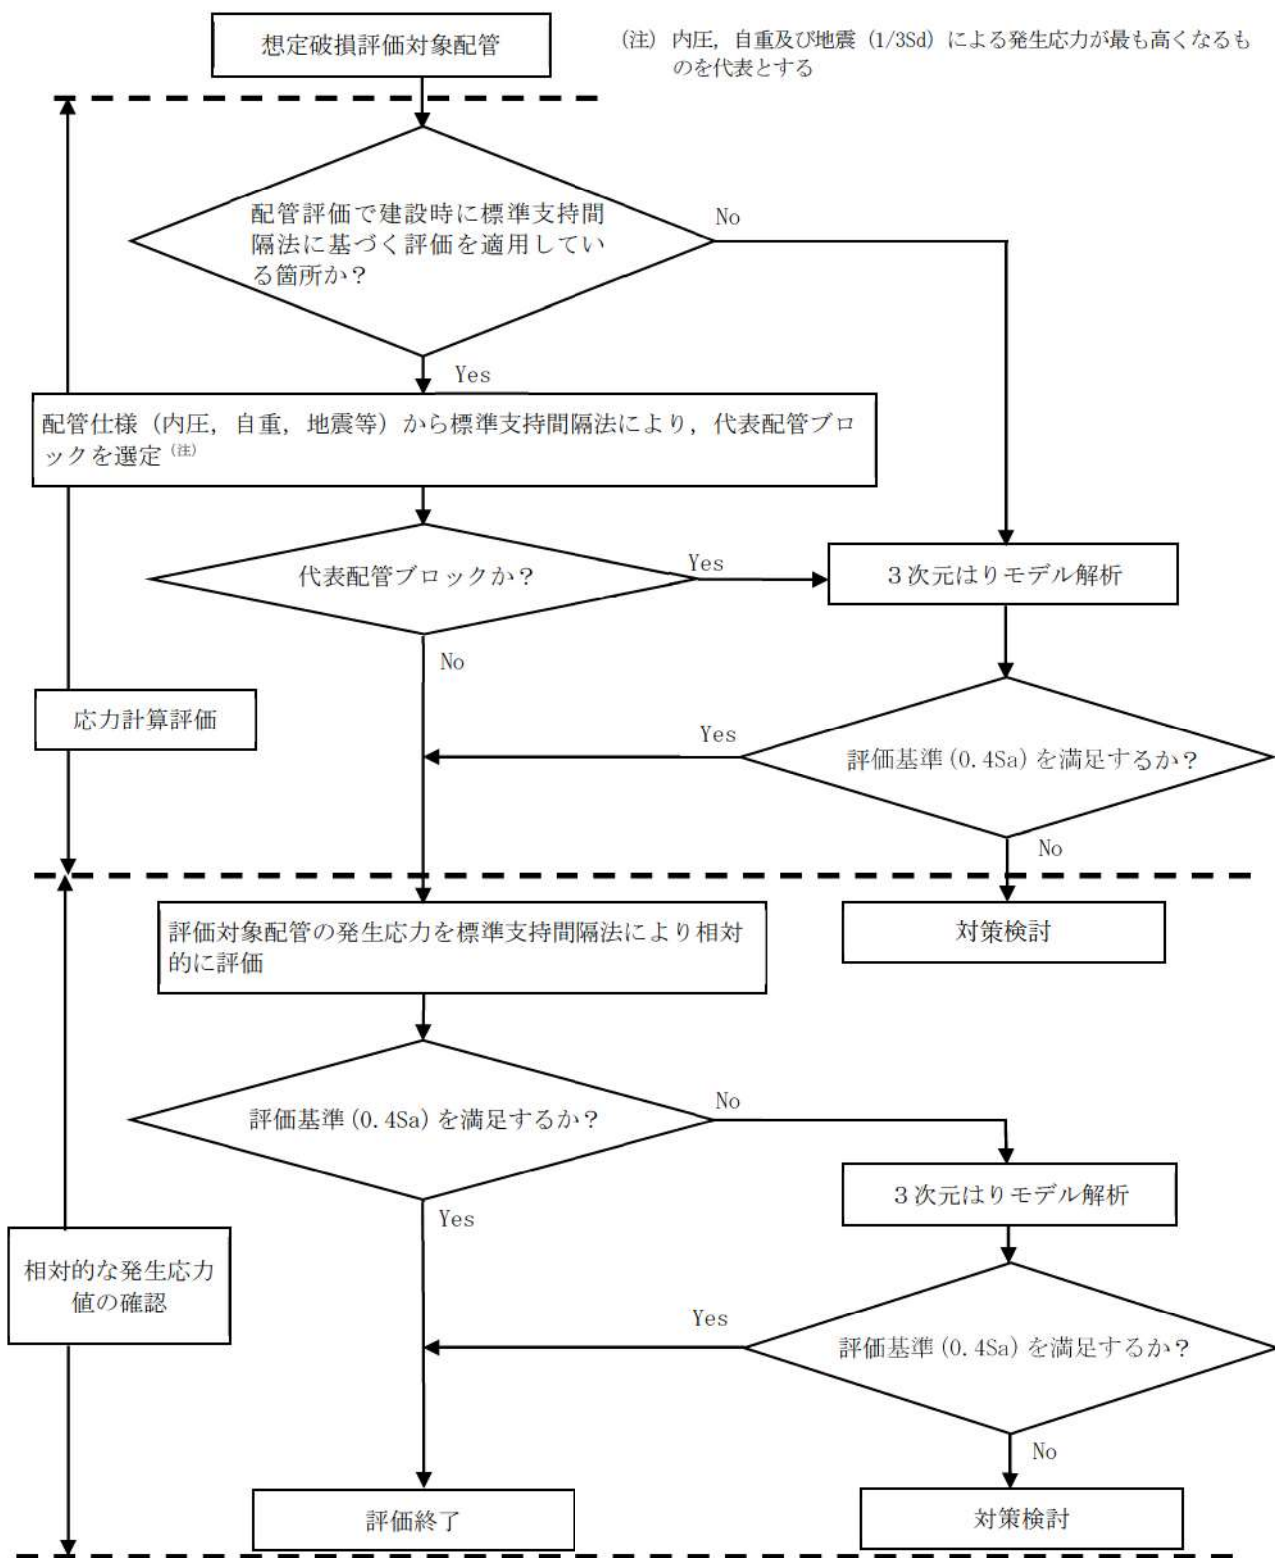 想定破損評価対象配管
(注) 内圧，自重及び地震（1/3Sd）による発生応力が最も高くなるも
のを代表とする
配管評価で建設時に標準支持間
隔法に基づく評価を適用してい
る箇所か？
No
Yes
配管仕様（内圧，自重，地震等）から標準支持間隔法により，代表配管ブロ
ックを選定（注）
代表配管ブロックか？
Yes
３次元はりモデル解析
No
応力計算評価
Yes
評価基準(0.4Sa)を満足するか？
No
評価対象配管の発生応力を標準支持間隔法により相対
的に評価
対策検討
評価基準(0.4Sa)を満足するか？
No
３次元はりモデル解析
Yes
相対的な発生応力
値の確認
Yes
評価基準(0.4Sa)を満足するか？
No
評価終了
対策検討